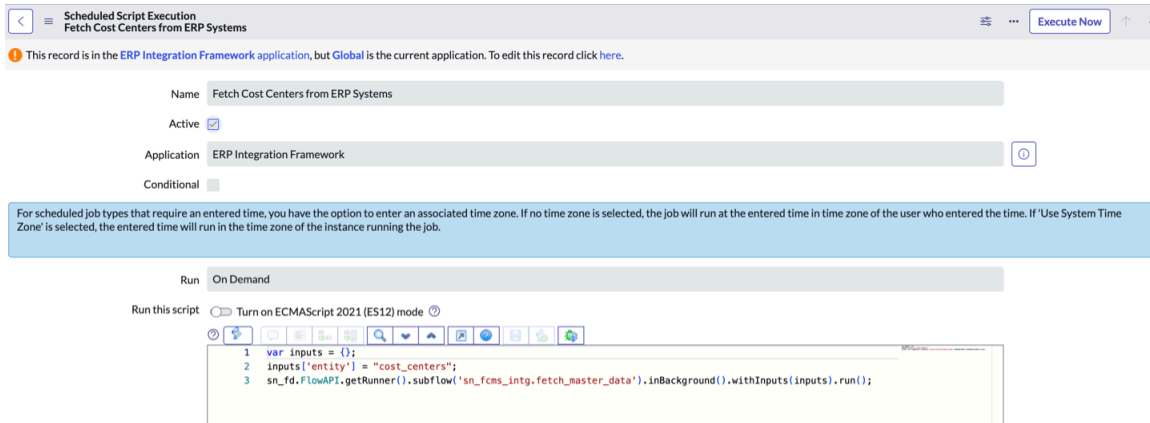 Scheduled Script Execution
Fetch Cost Centers from ERP Systems
Execute Now
This record is in the ERP Integration Framework application, but Global is the current application. To edit this record click here.
Name Fetch Cost Centers from ERP Systems
Active
Application ERP Integration Framework
Conditional
For scheduled job types that require an entered time, you have the option to enter an associated time zone. If no time zone is selected, the job will run at the entered time in time zone of the user who entered the time. If 'Use System Time
Zone' is selected, the entered time will run in the time zone of the instance running the job.
Run On Demand
Run this script Turn on ECMAScript 2021 (ES12) mode
1 var inputs = {};
2 inputs['entity'] = "cost_centers";
3 sn_fd.FlowAPI.getRunner().subflow('sn_fcms_intg.fetch_master_data').inBackground().withInputs(inputs).run();